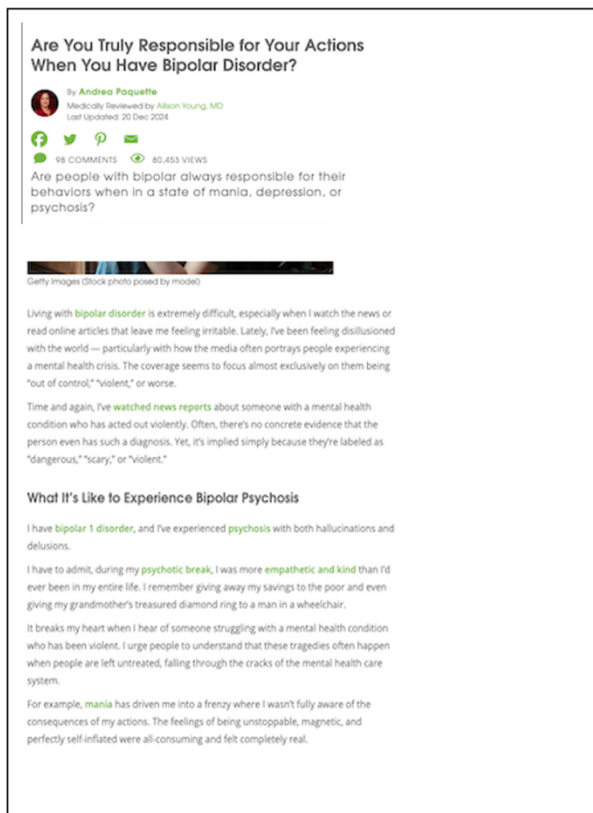 Are You Truly Responsible for Your Actions
When You Have Bipolar Disorder?
By Andrea Paquette
Medically Reviewed by Allison Young, MD
Last Updated: 20 Dec 2024
98 COMMENTS 80,453 VIEWS
Are people with bipolar always responsible for their
behaviors when in a state of mania, depression, or
psychosis?
Getty Images (Stock photo posed by model)
Living with bipolar disorder is extremely difficult, especially when I watch the news or
read online articles that leave me feeling irritable. Lately, I've been feeling disillusioned
with the world — particularly with how the media often portrays people experiencing
a mental health crisis. The coverage seems to focus almost exclusively on them being
"out of control," "violent," or worse.
Time and again, I've watched news reports about someone with a mental health
condition who has acted out violently. Often, there's no concrete evidence that the
person even has such a diagnosis. Yet, it's implied simply because they're labeled as
"dangerous," "scary," or "violent."
What It's Like to Experience Bipolar Psychosis
I have bipolar 1 disorder, and I've experienced psychosis with both hallucinations and
delusions.
I have to admit, during my psychotic break, I was more empathetic and kind than I'd
ever been in my entire life. I remember giving away my savings to the poor and even
giving my grandmother's treasured diamond ring to a man in a wheelchair.
It breaks my heart when I hear of someone struggling with a mental health condition
who has been violent. I urge people to understand that these tragedies often happen
when people are left untreated, falling through the cracks of the mental health care
system.
For example, mania has driven me into a frenzy where I wasn't fully aware of the
consequences of my actions. The feelings of being unstoppable, magnetic, and
perfectly self-inflated were all-consuming and felt completely real.